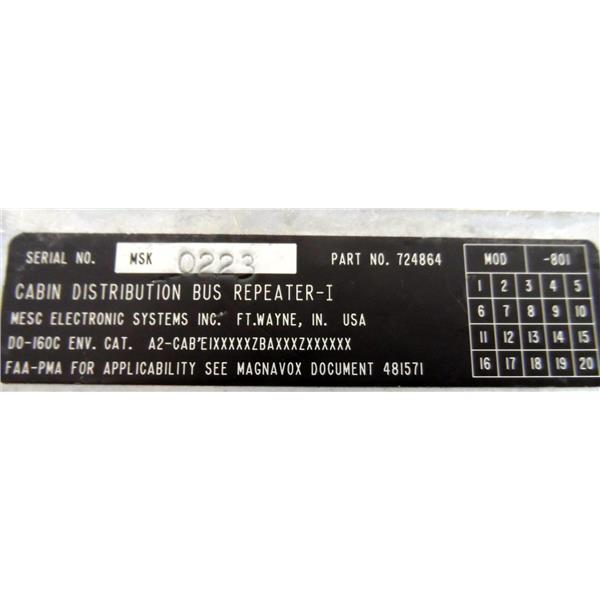 SERIAL NO. MSK 0223 PART NO. 724864 MOD -801
CABIN DISTRIBUTION BUS REPEATER-I
MESC ELECTRONIC SYSTEMS INC. FT.WAYNE, IN. USA
DO-160C ENV. CAT. A2-CAB'EIXXXXXZBAXXXZXXXXXX
FAA-PMA FOR APPLICABILITY SEE MAGNAVOX DOCUMENT 481571
1 2 3 4 5
6 7 8 9 10
11 12 13 14 15
16 17 18 19 20